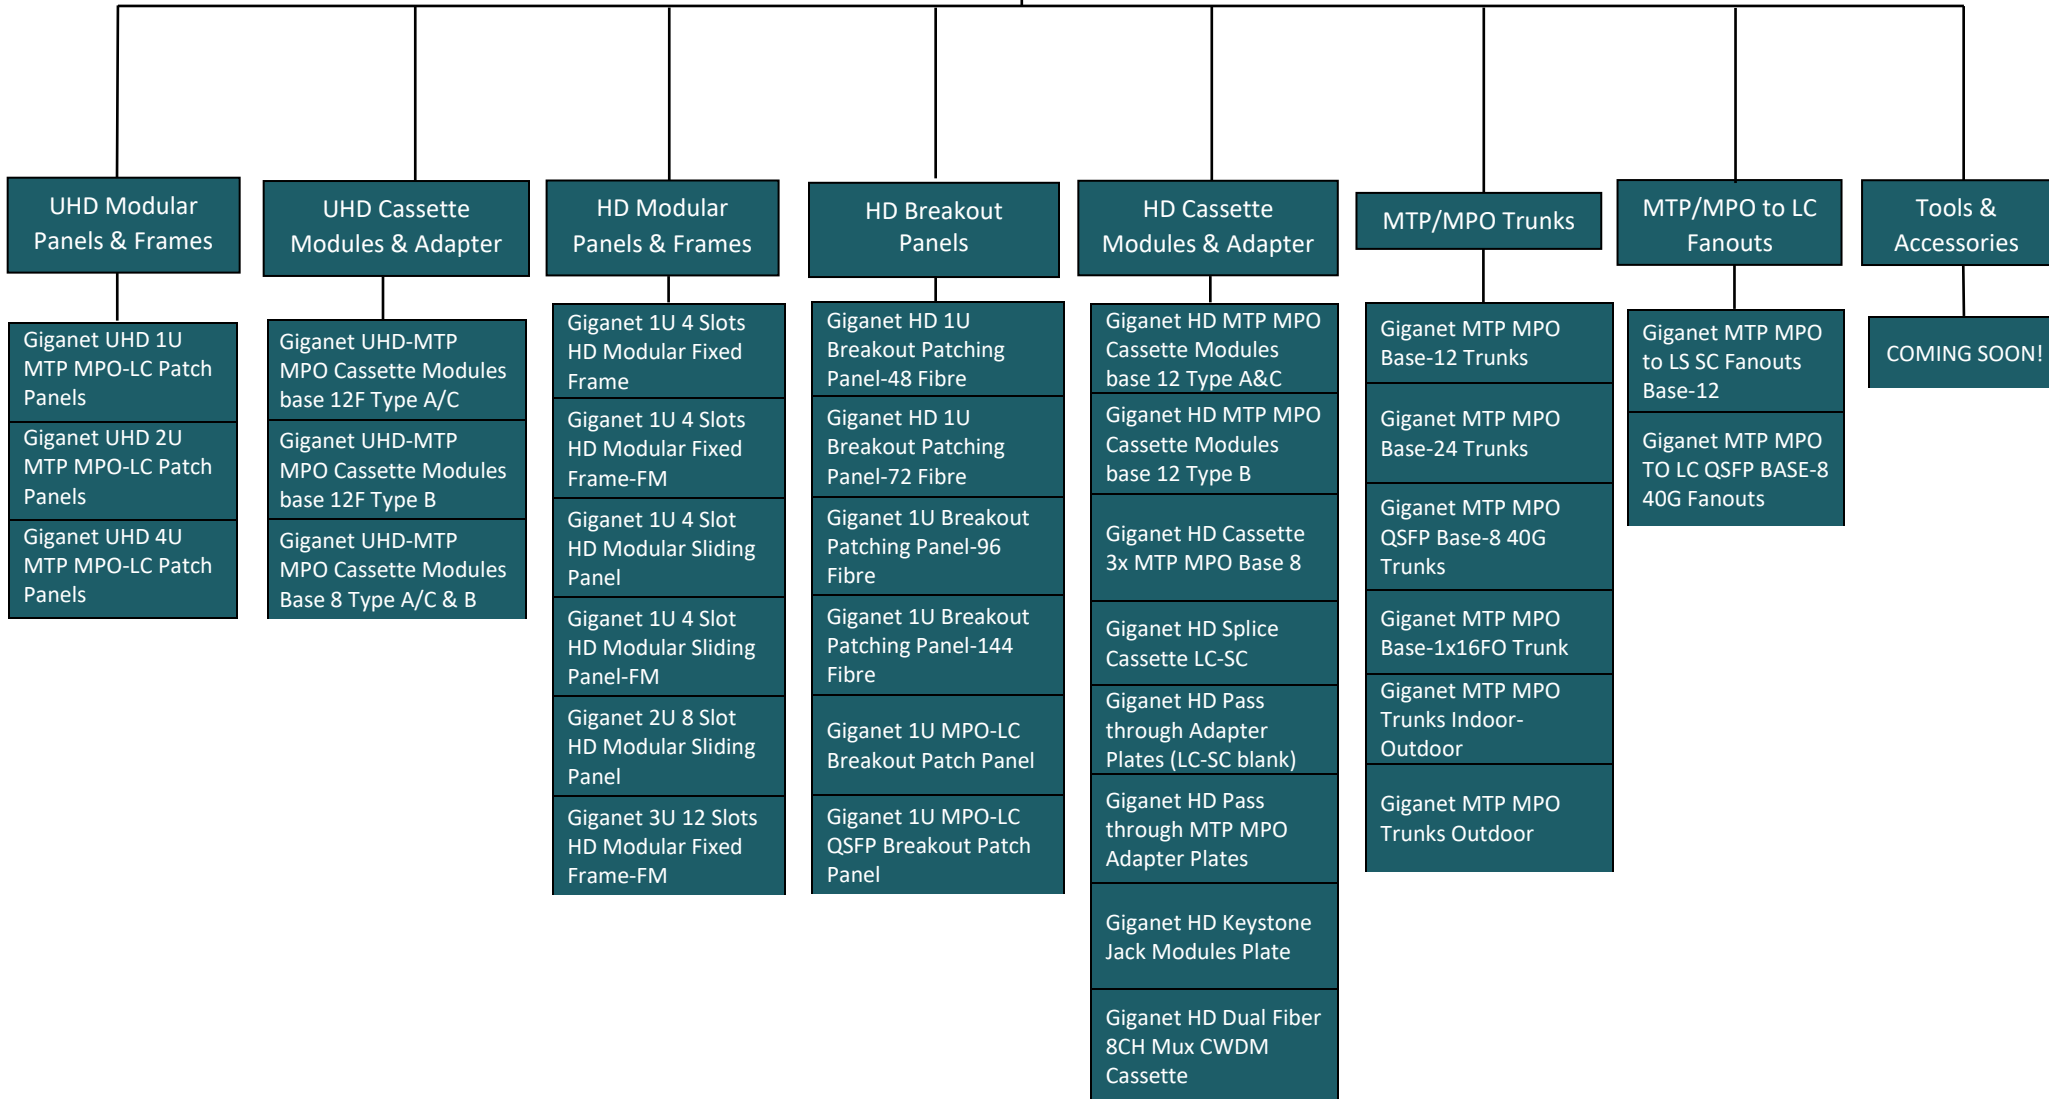 UHD Modular
Panels & Frames
UHD Cassette
Modules & Adapter
HD Modular
Panels & Frames
HD Breakout
Panels
HD Cassette
Modules & Adapter
MTP/MPO Trunks
MTP/MPO to LC
Fanouts
Tools &
Accessories
Giganet UHD 1U
MTP MPO-LC Patch
Panels
Giganet UHD 2U
MTP MPO-LC Patch
Panels
Giganet UHD 4U
MTP MPO-LC Patch
Panels
Giganet UHD-MTP
MPO Cassette Modules
base 12F Type A/C
Giganet UHD-MTP
MPO Cassette Modules
base 12F Type B
Giganet UHD-MTP
MPO Cassette Modules
Base 8 Type A/C & B
Giganet 1U 4 Slots
HD Modular Fixed
Frame
Giganet 1U 4 Slots
HD Modular Fixed
Frame-FM
Giganet 1U 4 Slot
HD Modular Sliding
Panel
Giganet 1U 4 Slot
HD Modular Sliding
Panel-FM
Giganet 2U 8 Slot
HD Modular Sliding
Panel
Giganet 3U 12 Slots
HD Modular Fixed
Frame-FM
Giganet HD 1U
Breakout Patching
Panel-48 Fibre
Giganet HD 1U
Breakout Patching
Panel-72 Fibre
Giganet 1U Breakout
Patching Panel-96
Fibre
Giganet 1U Breakout
Patching Panel-144
Fibre
Giganet 1U MPO-LC
Breakout Patch Panel
Giganet 1U MPO-LC
QSFP Breakout Patch
Panel
Giganet HD MTP MPO
Cassette Modules
base 12 Type A&C
Giganet HD MTP MPO
Cassette Modules
base 12 Type B
Giganet HD Cassette
3x MTP MPO Base 8
Giganet HD Splice
Cassette LC-SC
Giganet HD Pass
through Adapter
Plates (LC-SC blank)
Giganet HD Pass
through MTP MPO
Adapter Plates
Giganet HD Keystone
Jack Modules Plate
Giganet HD Dual Fiber
8CH Mux CWDM
Cassette
Giganet MTP MPO
Base-12 Trunks
Giganet MTP MPO
Base-24 Trunks
Giganet MTP MPO
QSFP Base-8 40G
Trunks
Giganet MTP MPO
Base-1x16FO Trunk
Giganet MTP MPO
Trunks Indoor-
Outdoor
Giganet MTP MPO
Trunks Outdoor
Giganet MTP MPO
to LS SC Fanouts
Base-12
Giganet MTP MPO
TO LC QSFP BASE-8
40G Fanouts
COMING SOON!